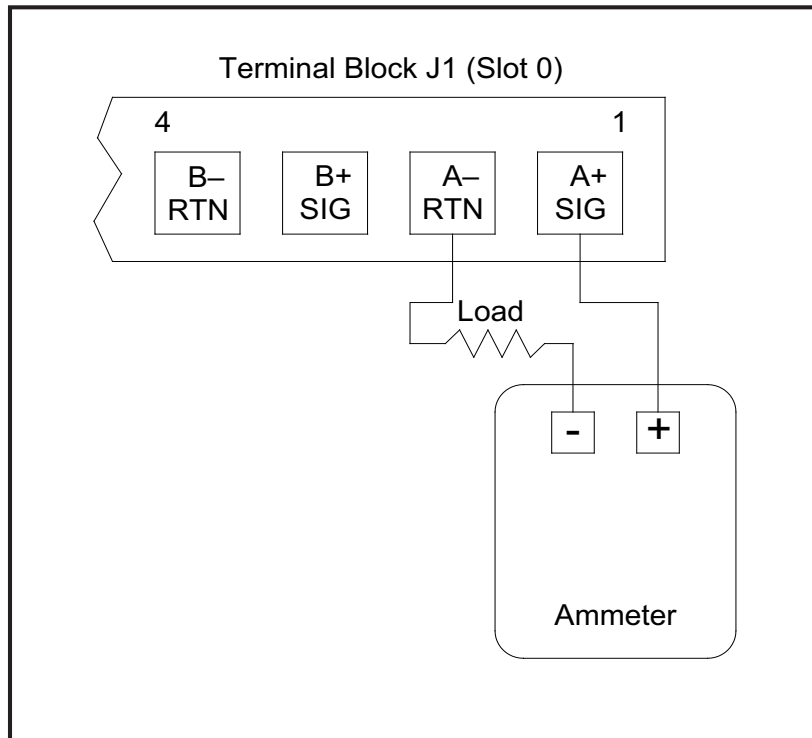 Terminal Block J1 (Slot 0)
4 1
B– B+ A– A+
RTN SIG RTN SIG
Load
- +
Ammeter